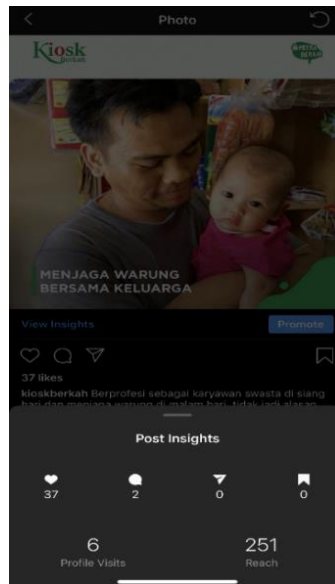 Photo
Kiosk
Berkah
MENJAGA WARUNG
BERSAMA KELUARGA
View Insights
Promote
37 likes
kioskberkah Berprofesi sebagai karyawan swasta di siang
hari dan menjaga warung di malam hari, tidak jadi alasan
Post Insights
37
2
0
0
6
251
Profile Visits
Reach